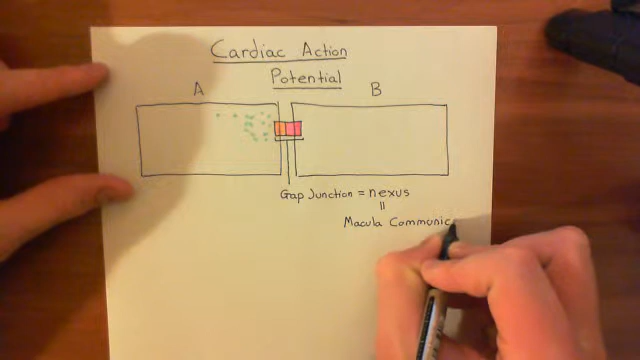 Cardiac Action
Potential
A
B
Gap Junction = nexus
=
Macula Communic